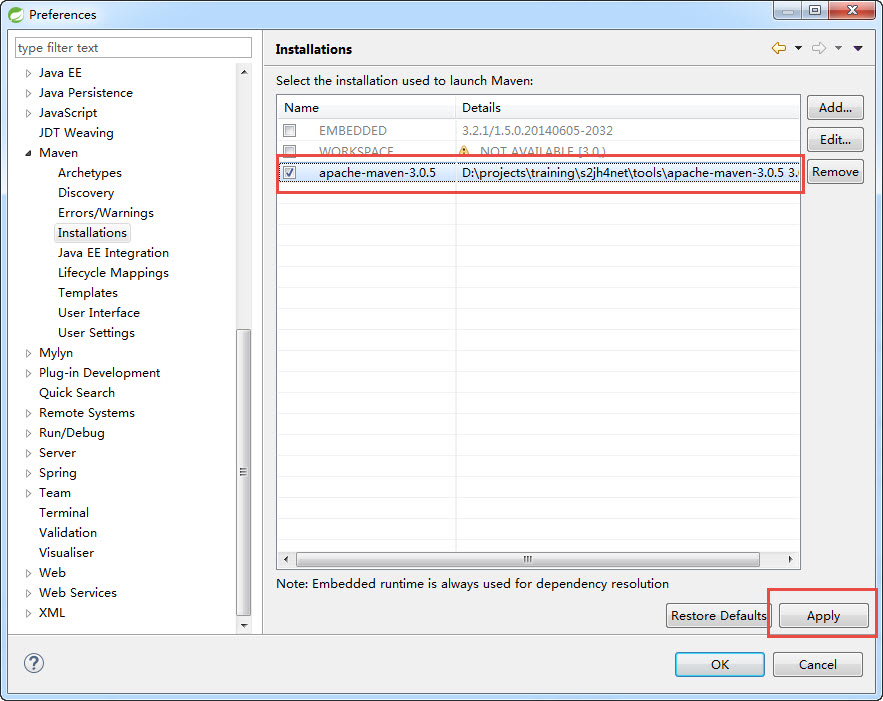 Preferences
type filter text
Java EE
Java Persistence
JavaScript
JDT Weaving
Maven
Archetypes
Discovery
Errors/Warnings
Installations
Java EE Integration
Lifecycle Mappings
Templates
User Interface
User Settings
Mylyn
Plug-in Development
Quick Search
Remote Systems
Run/Debug
Server
Spring
Team
Terminal
Validation
Visualiser
Web
Web Services
XML
Installations
Select the installation used to launch Maven:
Name Details
EMBEDDED 3.2.1/1.5.0.20140605-2032
WORKSPACE NOT AVAILABLE [3.0,)
apache-maven-3.0.5 D:\projects\training\s2jh4net\tools\apache-maven-3.0.5 3.
Add...
Edit...
Remove
Note: Embedded runtime is always used for dependency resolution
Restore Defaults Apply
OK Cancel